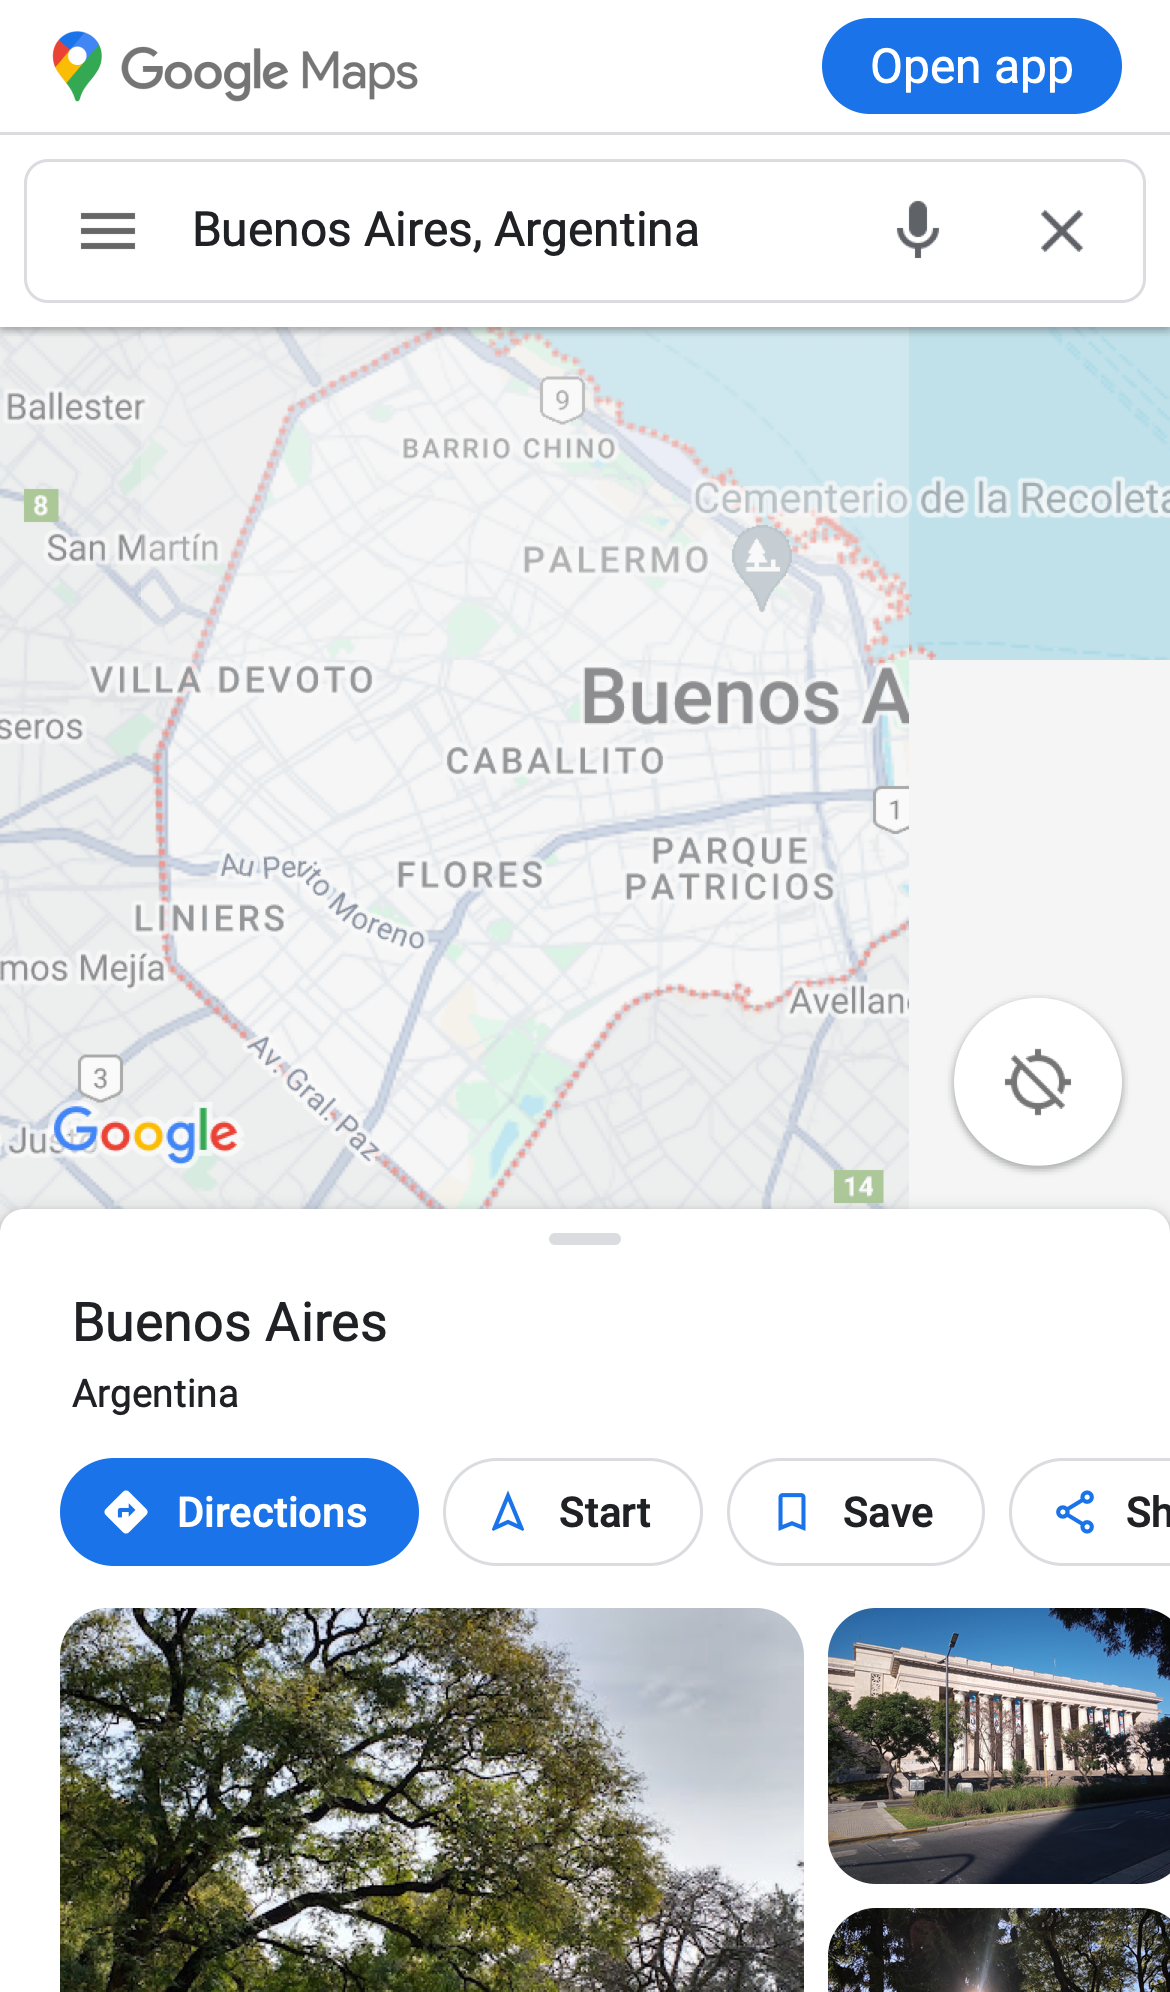 Google Maps
Open app
Buenos Aires, Argentina
Ballester
9
BARRIO CHINO
8
Cementerio de la Recoleta
San Martín
PALERMO
VILLA DEVOTO
Buenos A
seros
CABALLITO
1
PARQUE
PATRICIOS
Au Perito Moreno
FLORES
LINIERS
mos Mejía
Avellan
3
Av. Gral. Paz
Justo
Google
14
Buenos Aires
Argentina
Directions
Start
Save
Sh